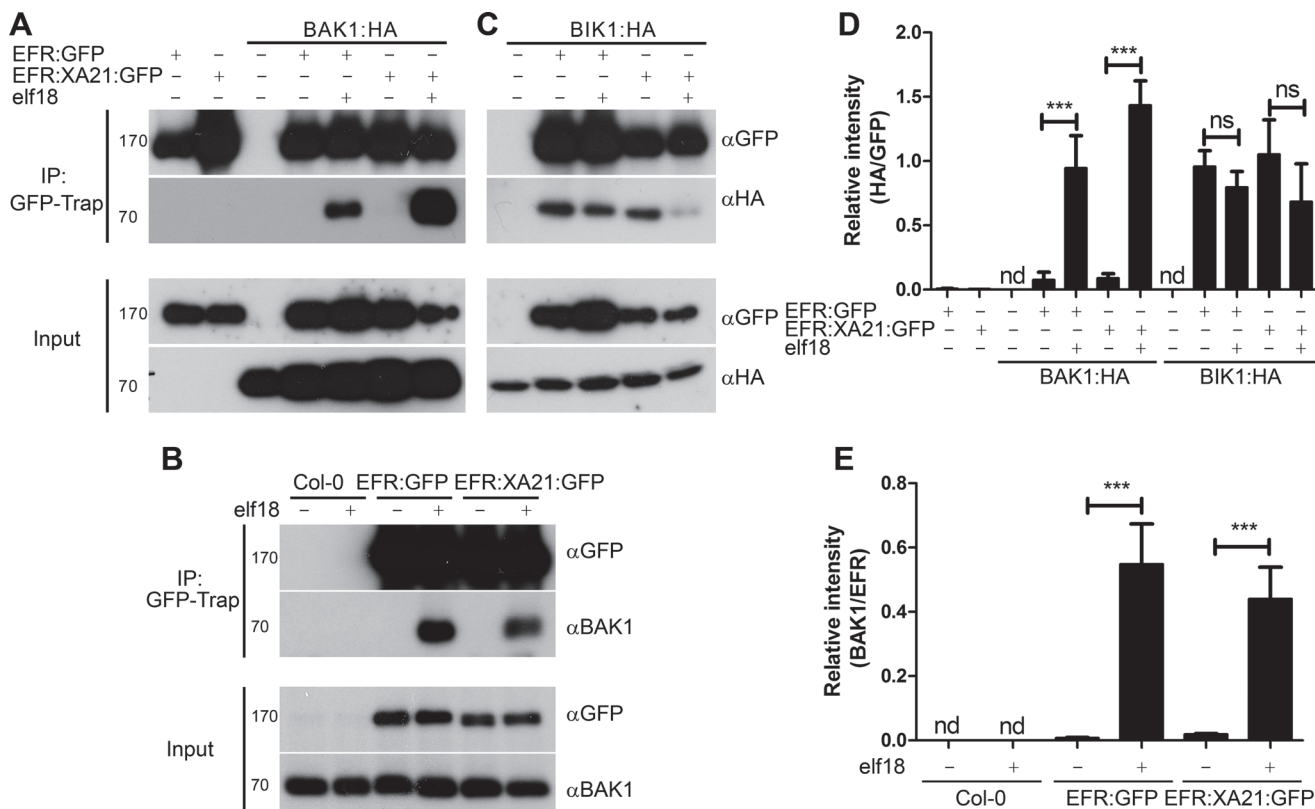 A
BAK1:HA
EFR:GFP + − − + + − −
EFR:XA21:GFP − + − − − + +
elf18 − − − − + − +
IP:
GFP-Trap
170
αGFP
70
αHA
Input
170
αGFP
70
αHA
C
BIK1:HA
− + + − −
− − − + +
− − + − +
B
Col-0 EFR:GFP EFR:XA21:GFP
elf18 − + − + − +
IP:
GFP-Trap
170
αGFP
70
αBAK1
Input
170
αGFP
70
αBAK1
D
Relative intensity
(HA/GFP)
2.0
1.5
1.0
0.5
0.0
nd
***
***
nd
ns
ns
EFR:GFP + − − + + − − − + + − −
EFR:XA21:GFP − + − − − + + − − − + +
elf18 − − − − + − + − − + − +
BAK1:HA BIK1:HA
E
Relative intensity
(BAK1/EFR)
0.8
0.6
0.4
0.2
0.0
nd nd
***
***
elf18 − + − + − +
Col-0 EFR:GFP EFR:XA21:GFP